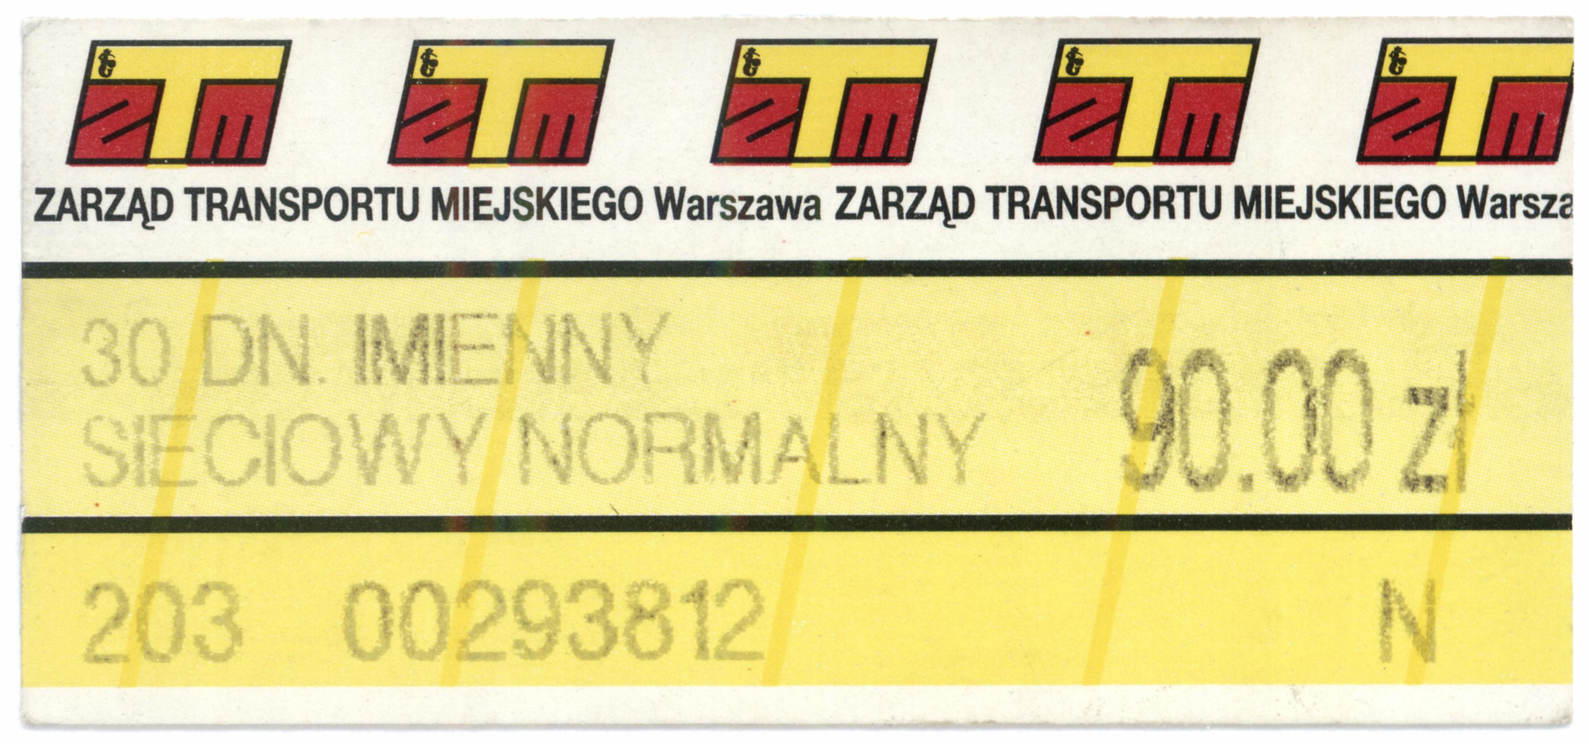 ZTM ZTM ZTM ZTM ZTM
ZARZĄD TRANSPORTU MIEJSKIEGO Warszawa ZARZĄD TRANSPORTU MIEJSKIEGO Warsza
30 DN. IMIENNY
SIECIOWY NORMALNY 90.00 zł
203 00293812 N